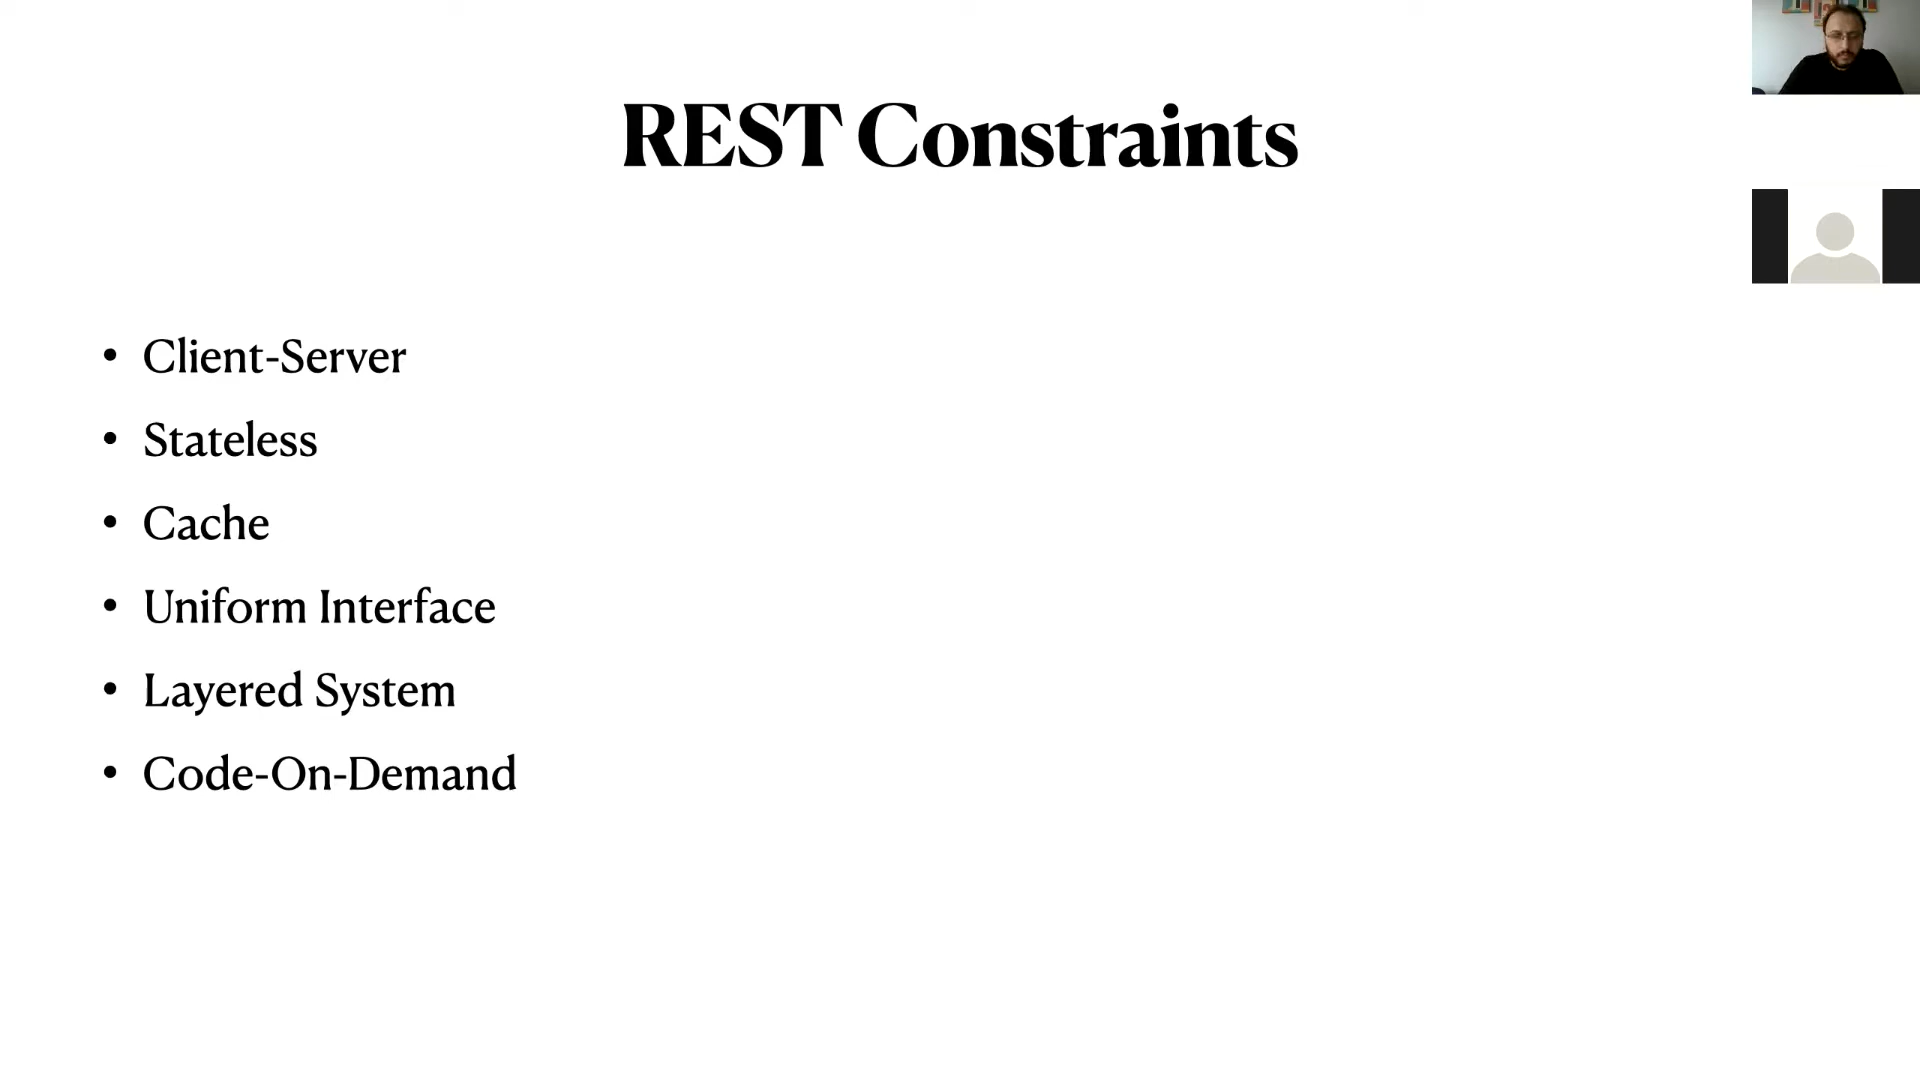 REST Constraints
• Client-Server
• Stateless
• Cache
• Uniform Interface
• Layered System
• Code-On-Demand